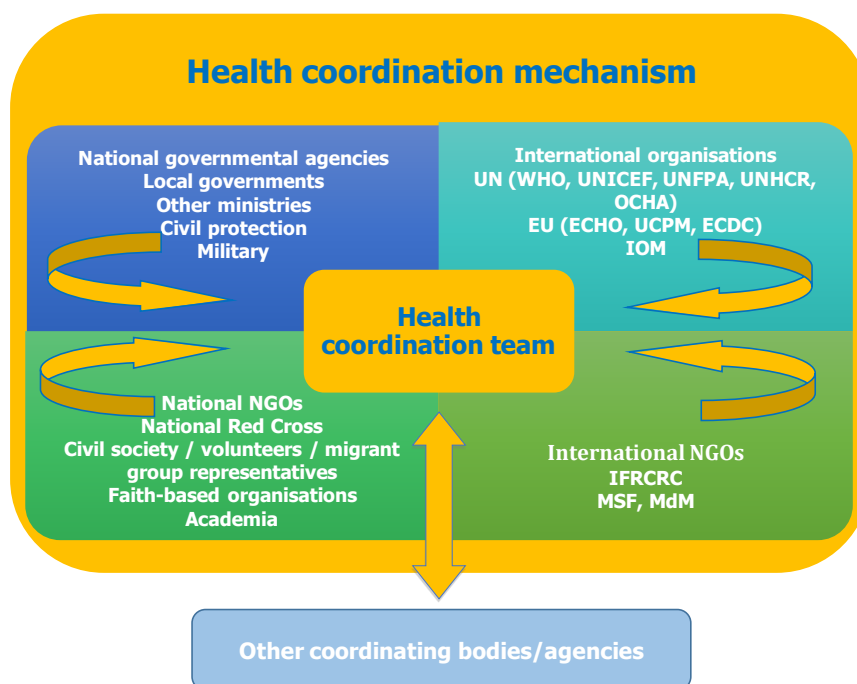 Health coordination mechanism
National governmental agencies
Local governments
Other ministries
Civil protection
Military
International organisations
UN (WHO, UNICEF, UNFPA, UNHCR,
OCHA)
EU (ECHO, UCPM, ECDC)
IOM
Health
coordination team
National NGOs
National Red Cross
Civil society / volunteers / migrant
group representatives
Faith-based organisations
Academia
International NGOs
IFRCRC
MSF, MdM
Other coordinating bodies/agencies